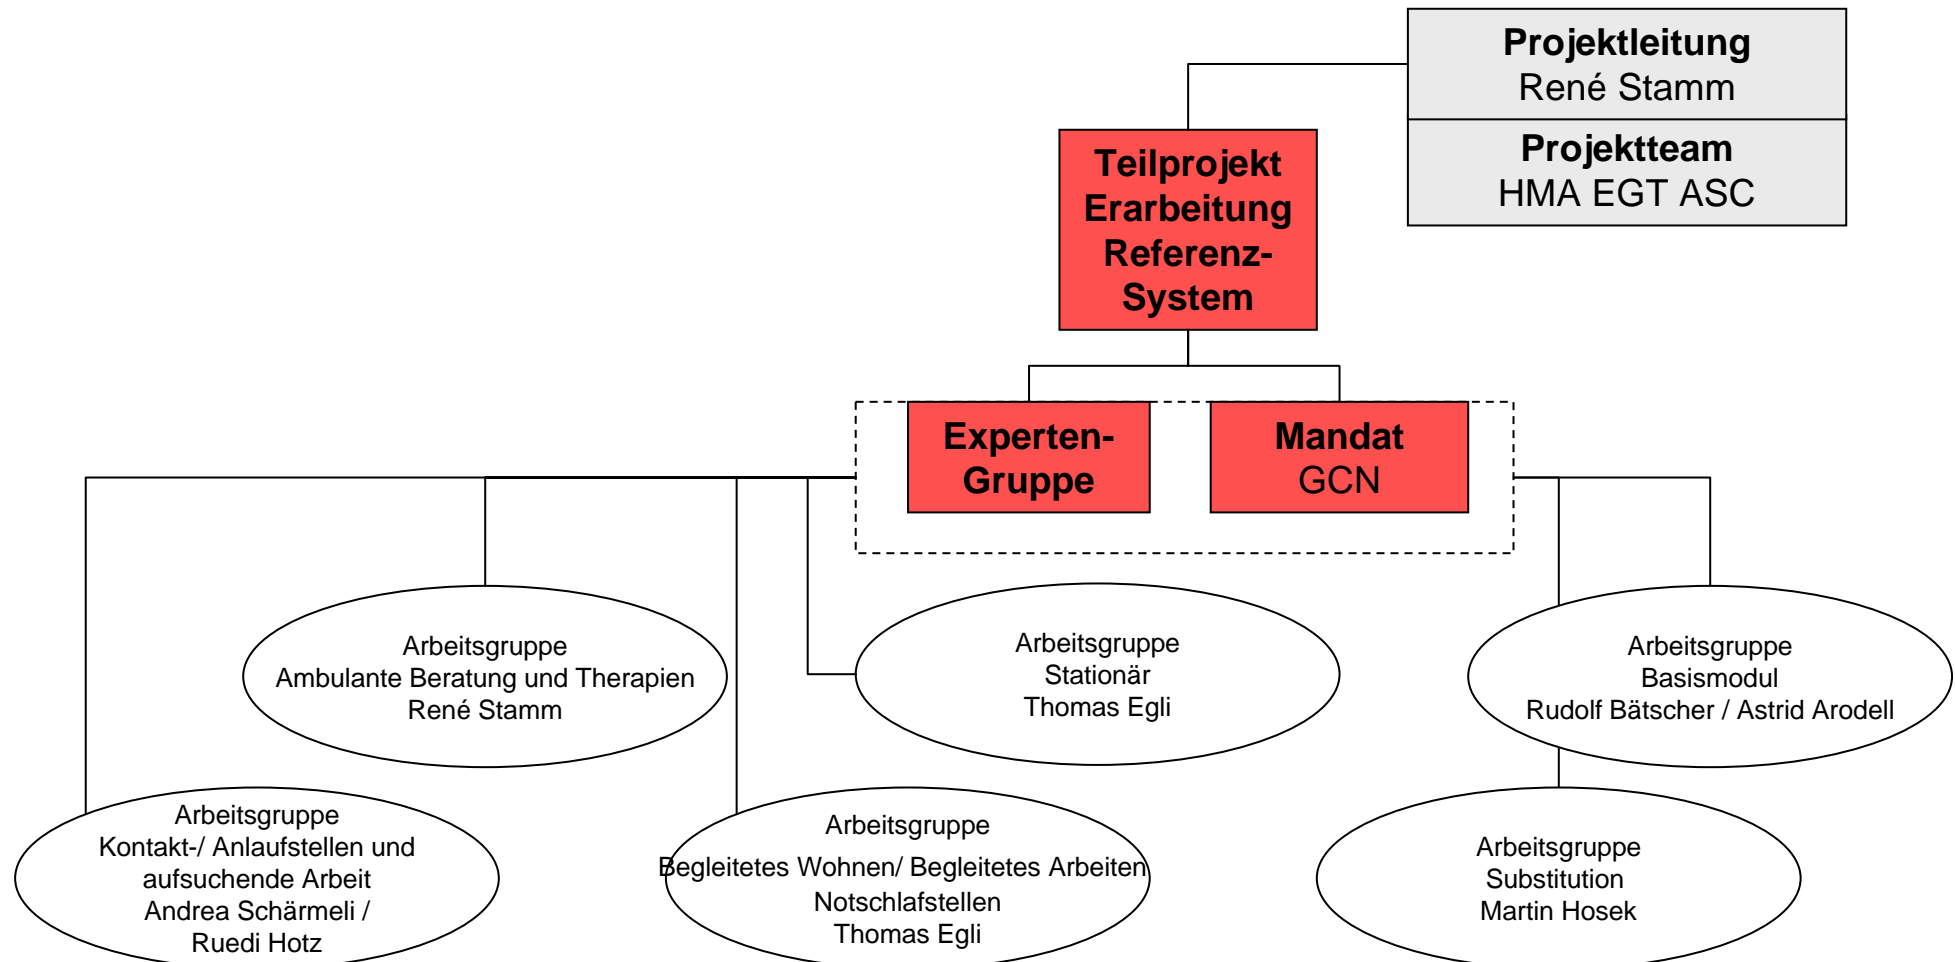 Projektleitung
René Stamm
Projektteam
HMA EGT ASC
Teilprojekt
Erarbeitung
Referenz-
System
Experten-
Gruppe
Mandat
GCN
Arbeitsgruppe
Ambulante Beratung und Therapien
René Stamm
Arbeitsgruppe
Stationär
Thomas Egli
Arbeitsgruppe
Basismodul
Rudolf Bätscher / Astrid Arodell
Arbeitsgruppe
Kontakt-/ Anlaufstellen und
aufsuchende Arbeit
Andrea Schärmeli /
Ruedi Hotz
Arbeitsgruppe
Begleitetes Wohnen/ Begleitetes Arbeiten
Notschlafstellen
Thomas Egli
Arbeitsgruppe
Substitution
Martin Hosek